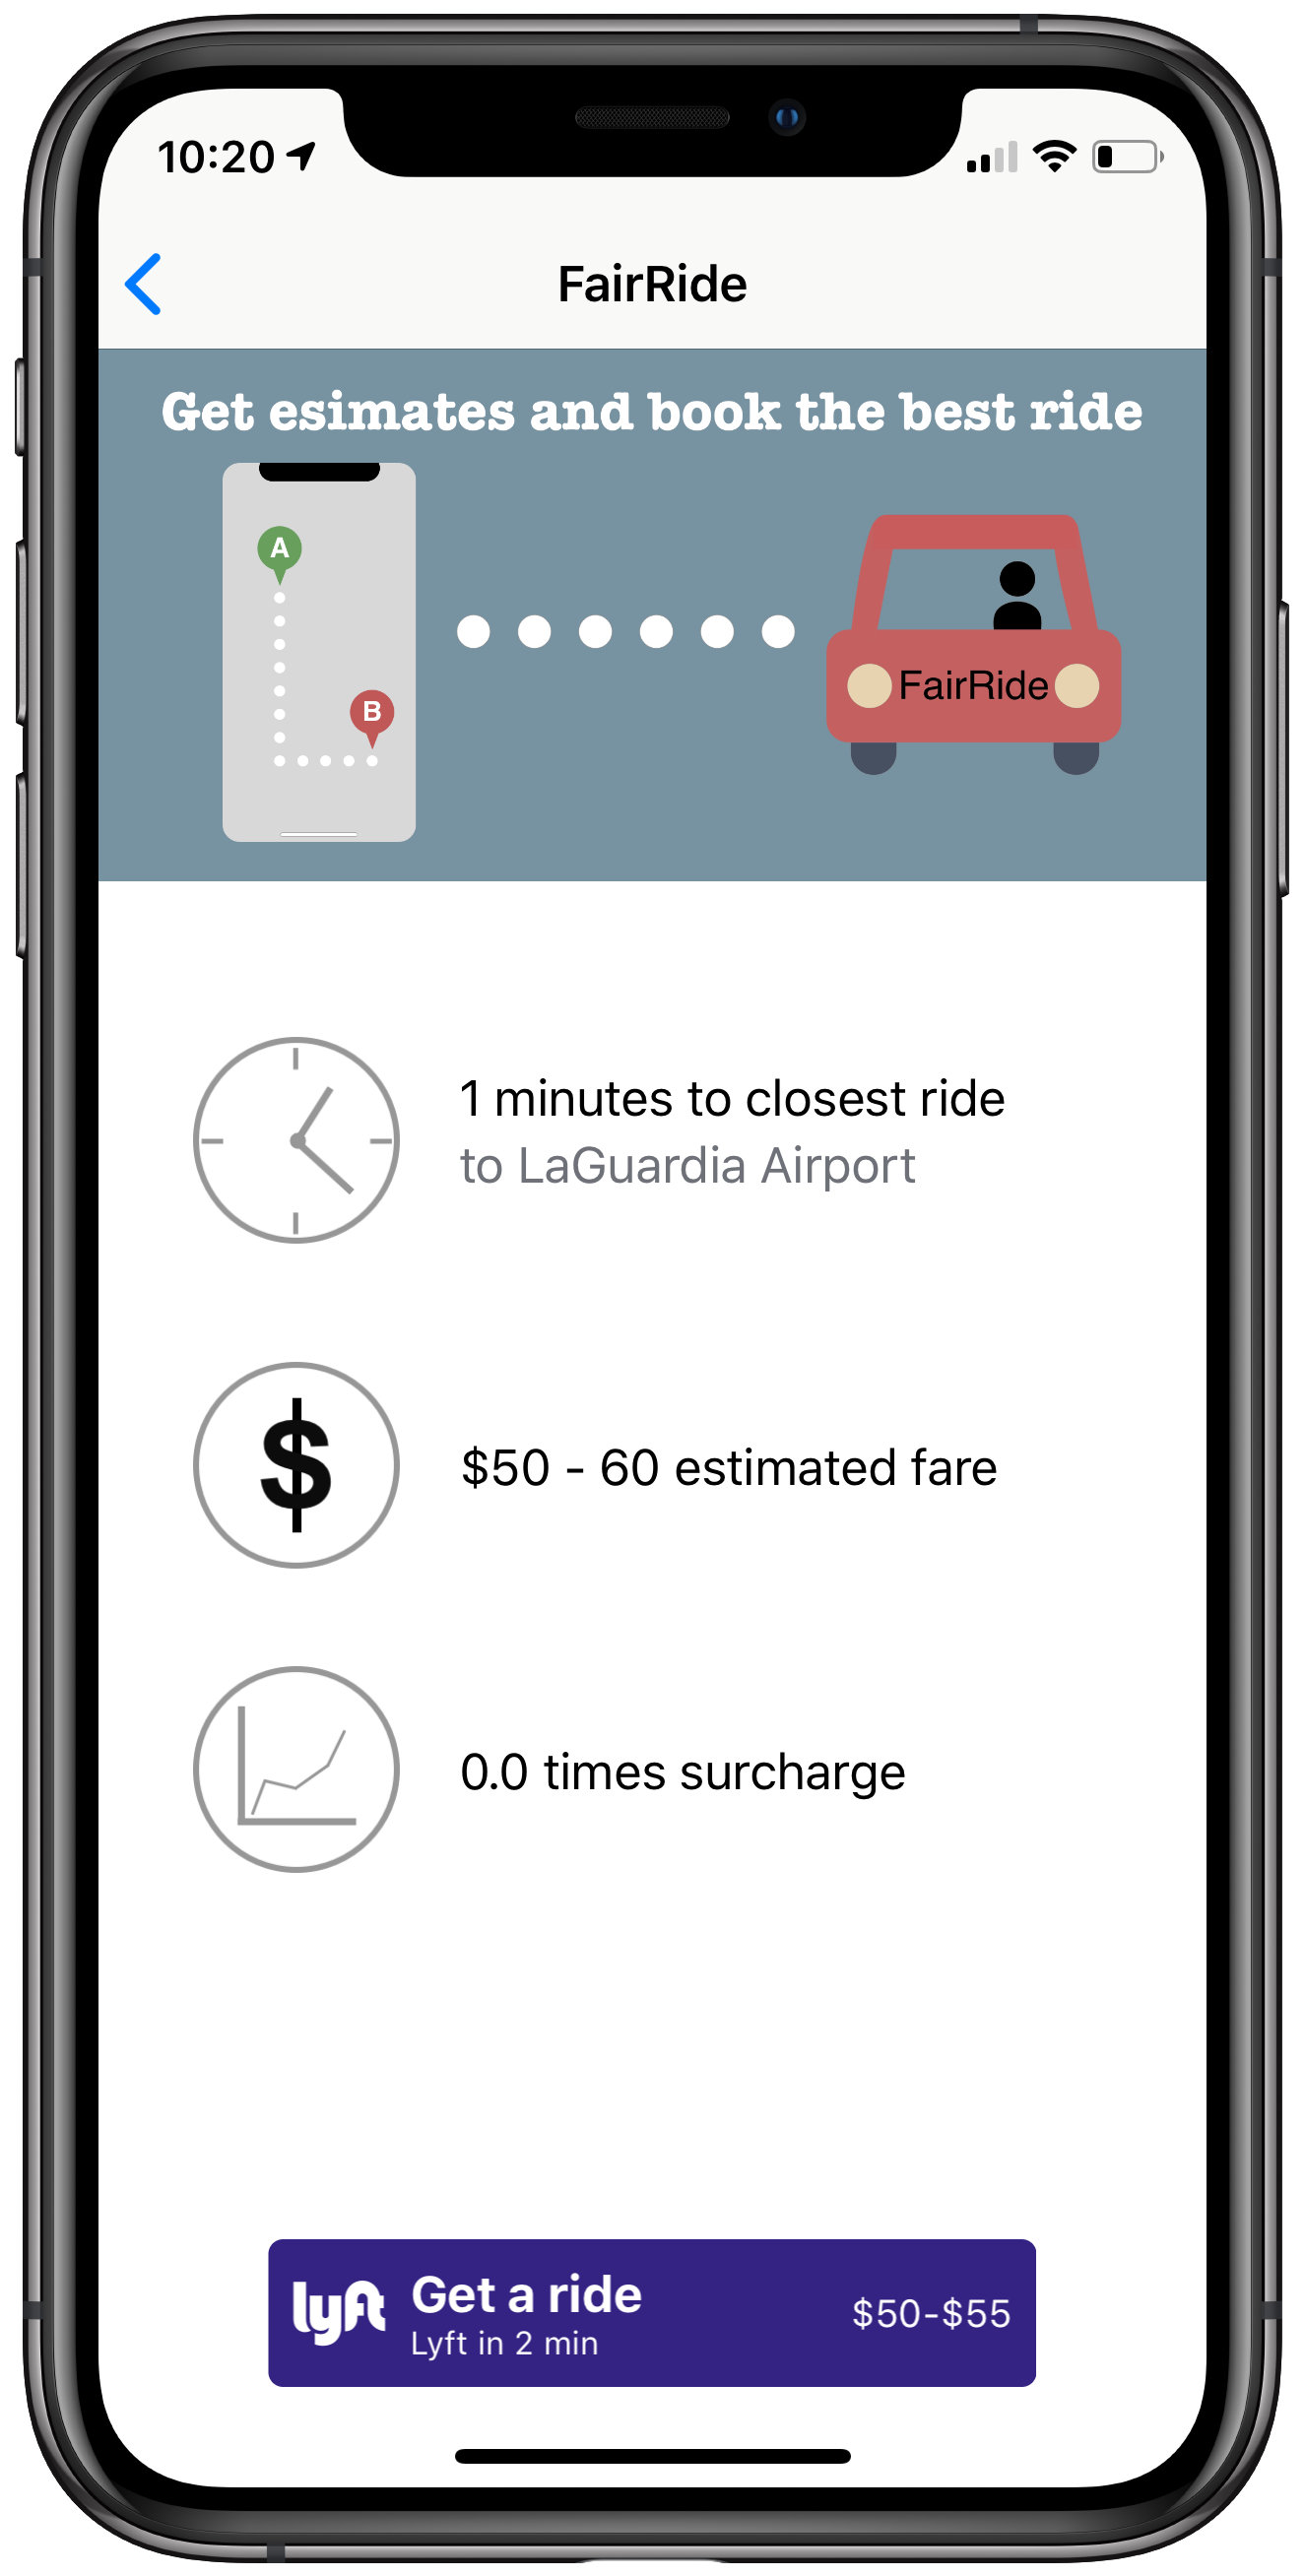 10:20
FairRide
Get esimates and book the best ride
A
B
FairRide
1 minutes to closest ride
to LaGuardia Airport
$
$50 - 60 estimated fare
0.0 times surcharge
lyft
Get a ride
Lyft in 2 min
$50-$55